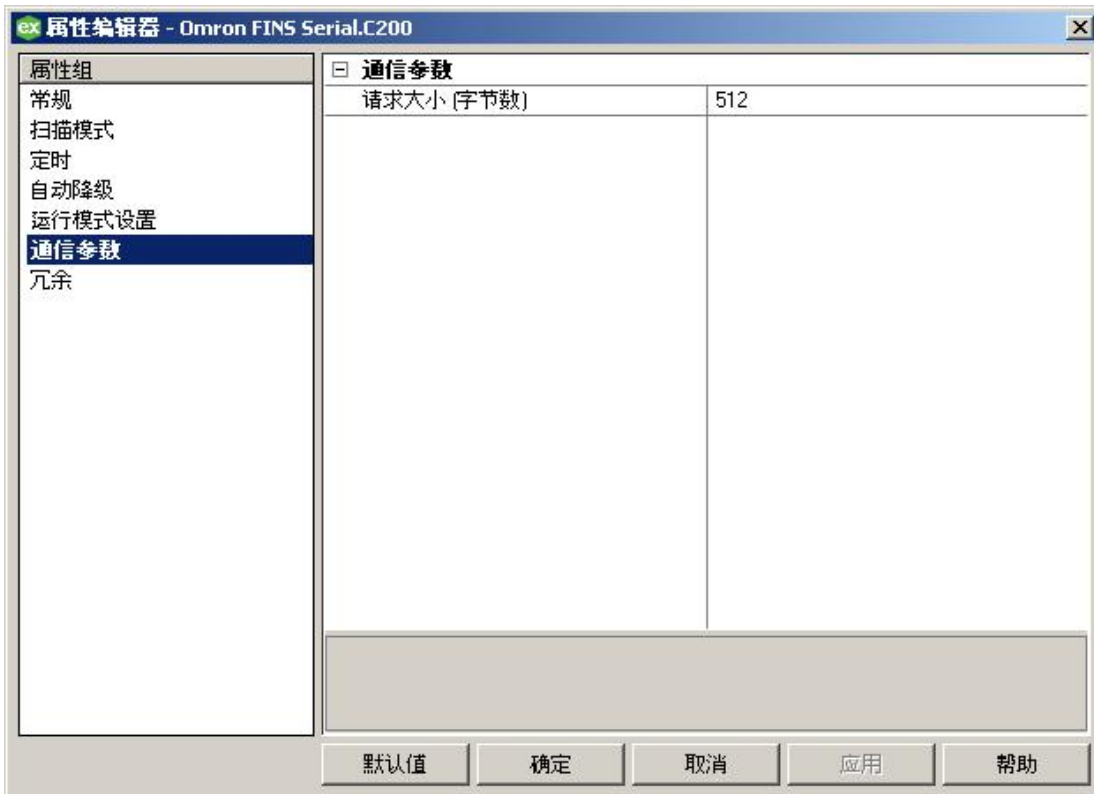 ex 属性编辑器 - Omron FINS Serial.C200
属性组
常规
扫描模式
定时
自动降级
运行模式设置
通信参数
冗余
通信参数
请求大小 (字节数) 512
默认值 确定 取消 应用 帮助